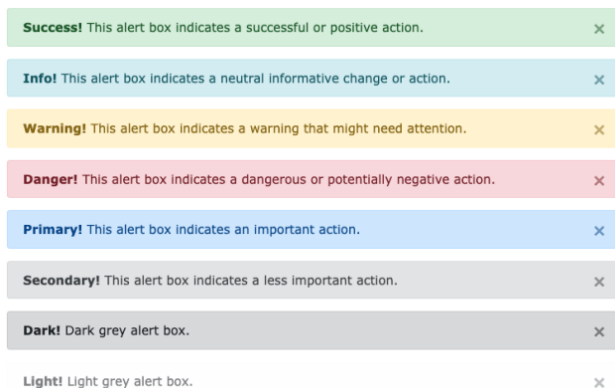 Success! This alert box indicates a successful or positive action. ×
Info! This alert box indicates a neutral informative change or action. ×
Warning! This alert box indicates a warning that might need attention. ×
Danger! This alert box indicates a dangerous or potentially negative action. ×
Primary! This alert box indicates an important action. ×
Secondary! This alert box indicates a less important action. ×
Dark! Dark grey alert box. ×
Light! Light grey alert box. ×